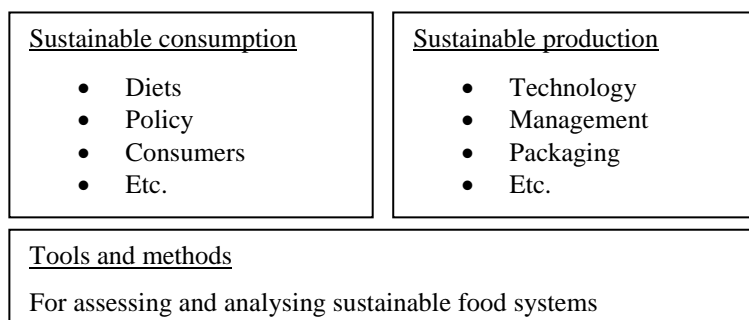 Sustainable consumption
• Diets
• Policy
• Consumers
• Etc.
Sustainable production
• Technology
• Management
• Packaging
• Etc.
Tools and methods
For assessing and analysing sustainable food systems